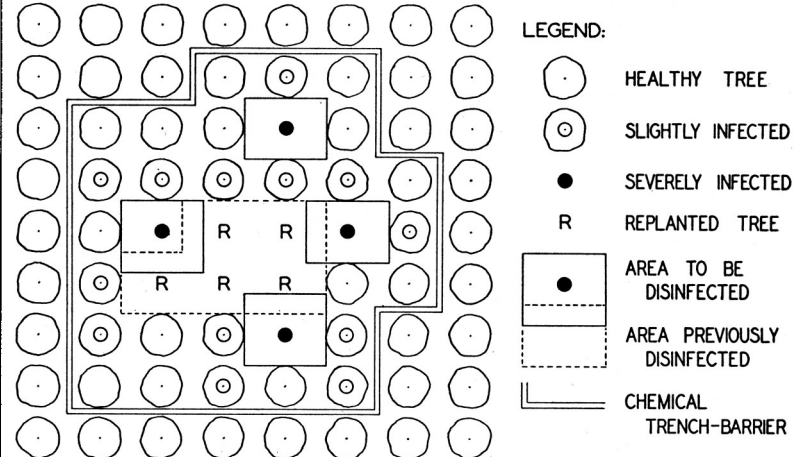 LEGEND:
HEALTHY TREE
SLIGHTLY INFECTED
SEVERELY INFECTED
R REPLANTED TREE
AREA TO BE
DISINFECTED
AREA PREVIOUSLY
DISINFECTED
CHEMICAL
TRENCH-BARRIER
R R
R R R